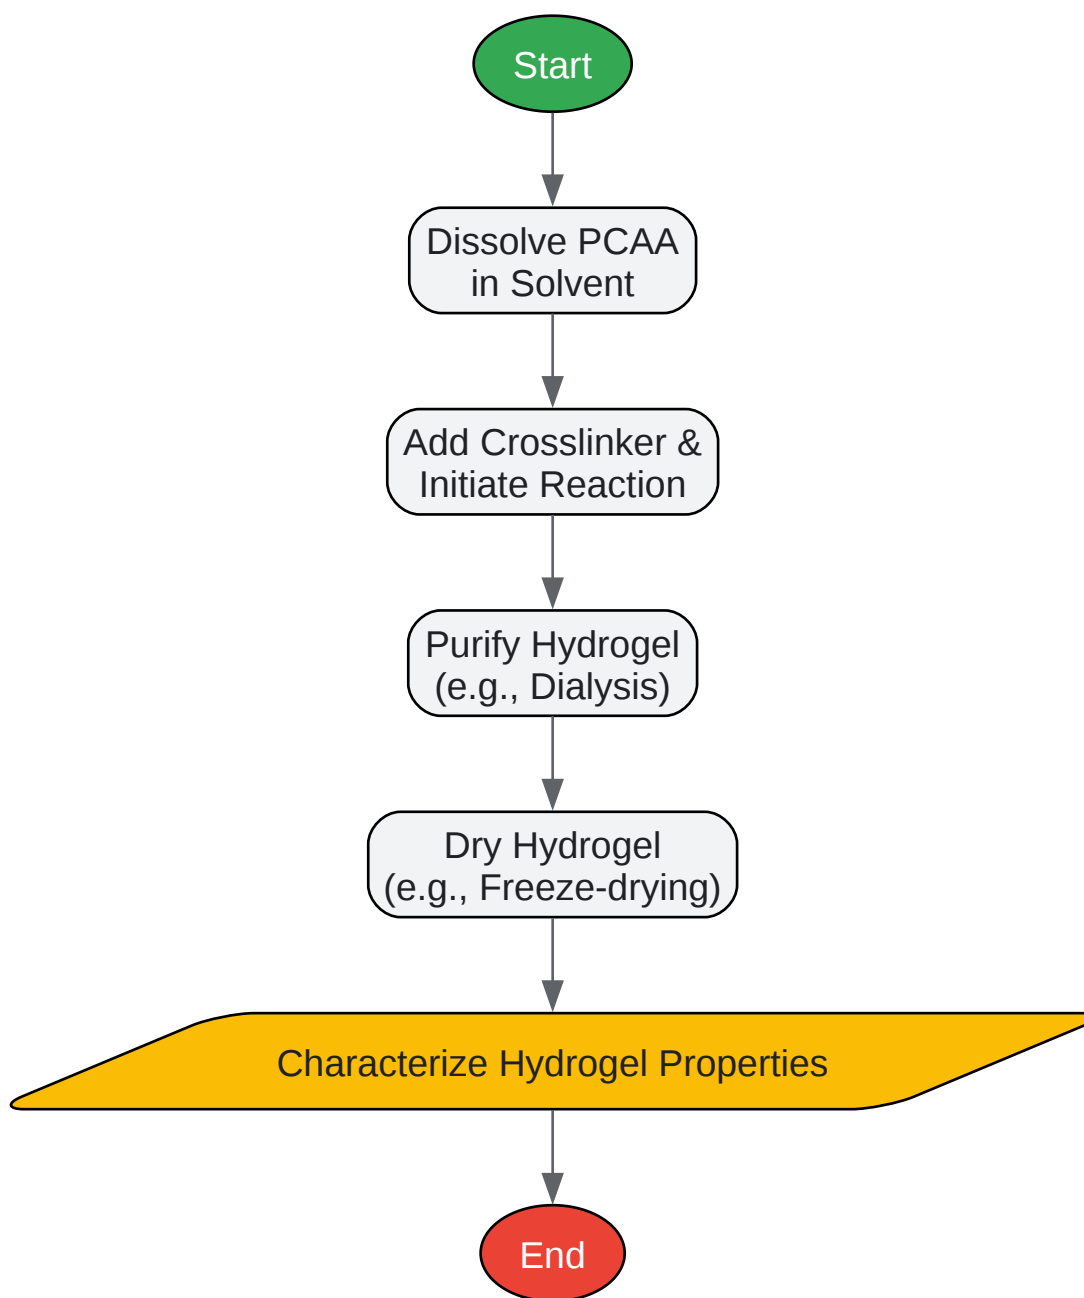 Start
Dissolve PCAA
in Solvent
Add Crosslinker &
Initiate Reaction
Purify Hydrogel
(e.g., Dialysis)
Dry Hydrogel
(e.g., Freeze-drying)
Characterize Hydrogel Properties
End